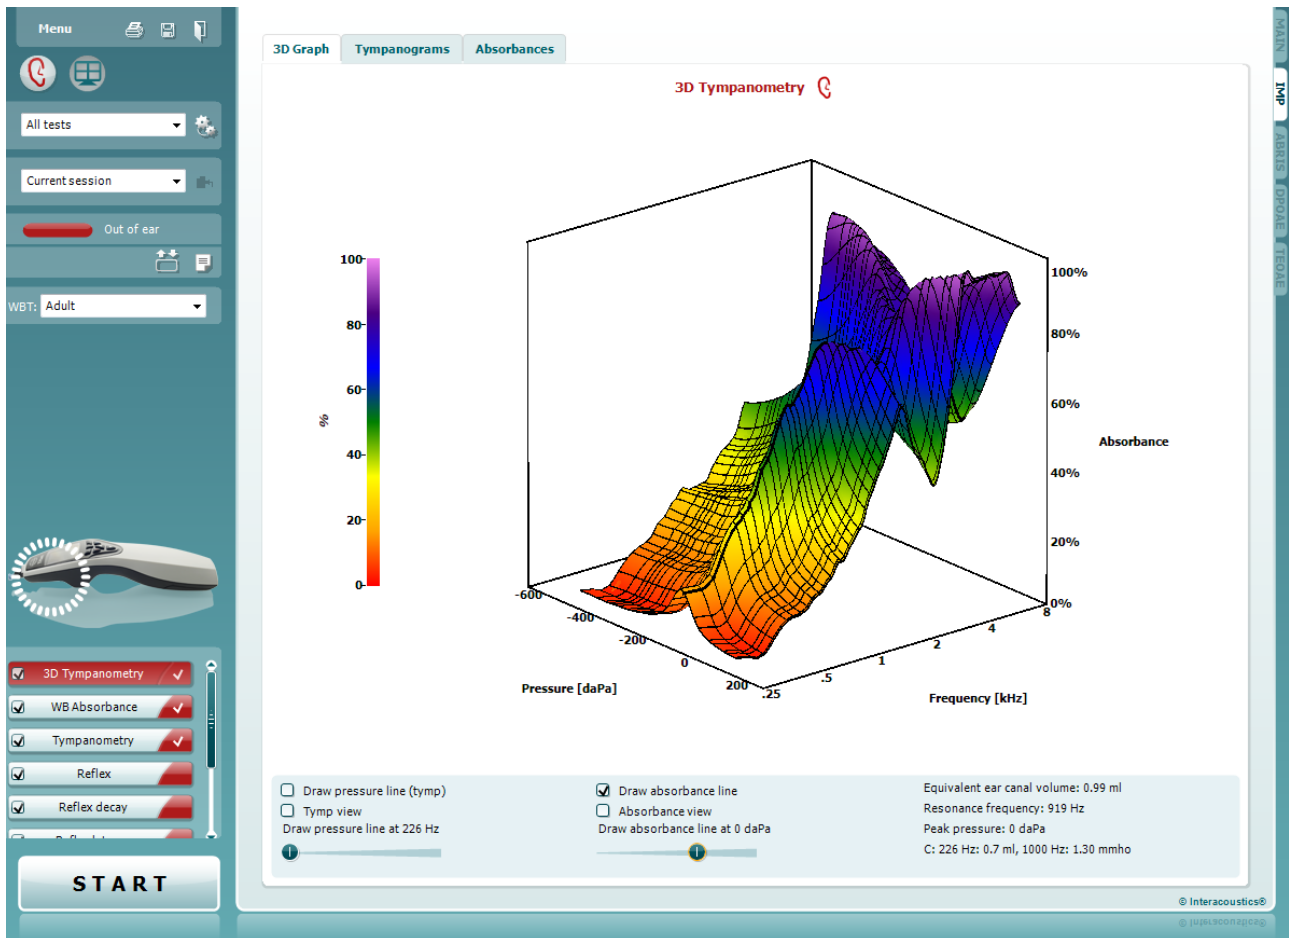 Menu
All tests
Current session
Out of ear
WBT: Adult
3D Tympanometry
WB Absorbance
Tympanometry
Reflex
Reflex decay
START
3D Graph
Tympanograms
Absorbances
3D Tympanometry
100
80
60
40
20
0
%
100%
80%
60%
40%
20%
0%
Absorbance
-600
-400
-200
0
200
Pressure [daPa]
.25
.5
1
2
4
8
Frequency [kHz]
Draw pressure line (tymp)
Tymp view
Draw pressure line at 226 Hz
Draw absorbance line
Absorbance view
Draw absorbance line at 0 daPa
Equivalent ear canal volume: 0.99 ml
Resonance frequency: 919 Hz
Peak pressure: 0 daPa
C: 226 Hz: 0.7 ml, 1000 Hz: 1.30 mmho
© Interacoustics®
MAIN
IMP
ABRIS
DPOAE
TEOAE